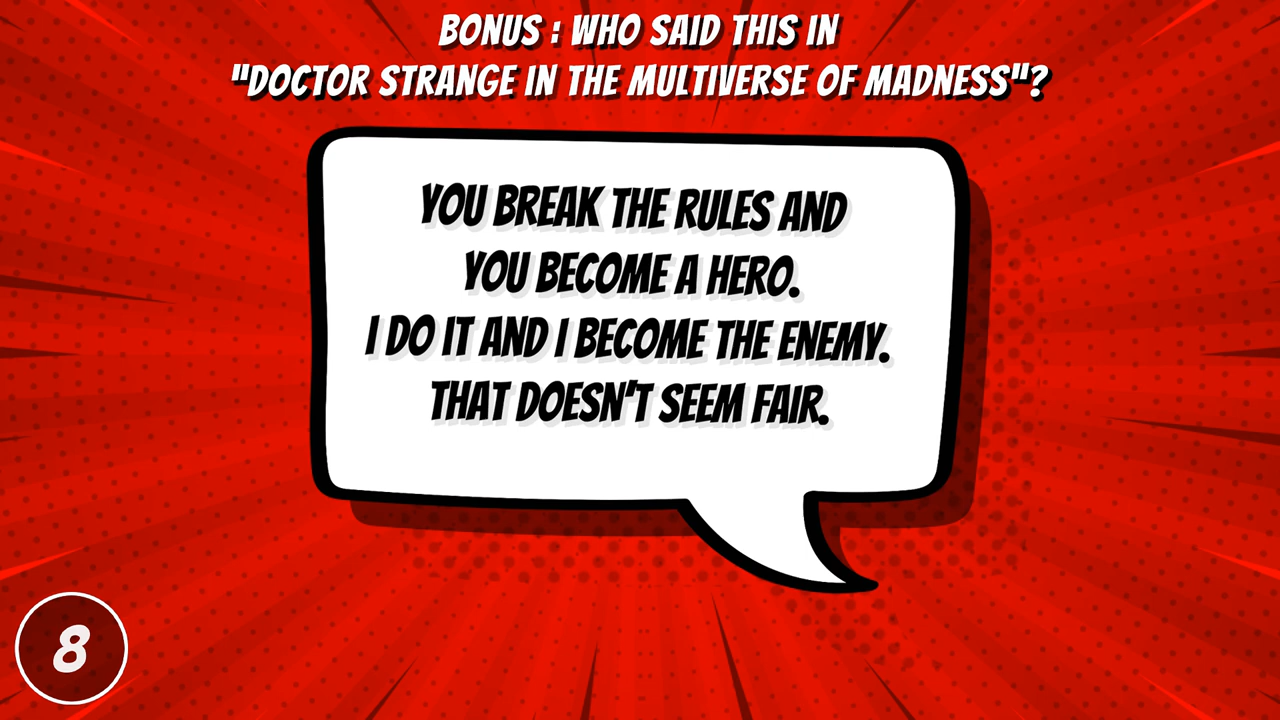 BONUS : WHO SAID THIS IN
"DOCTOR STRANGE IN THE MULTIVERSE OF MADNESS"?
YOU BREAK THE RULES AND
YOU BECOME A HERO.
I DO IT AND I BECOME THE ENEMY.
THAT DOESN'T SEEM FAIR.
8